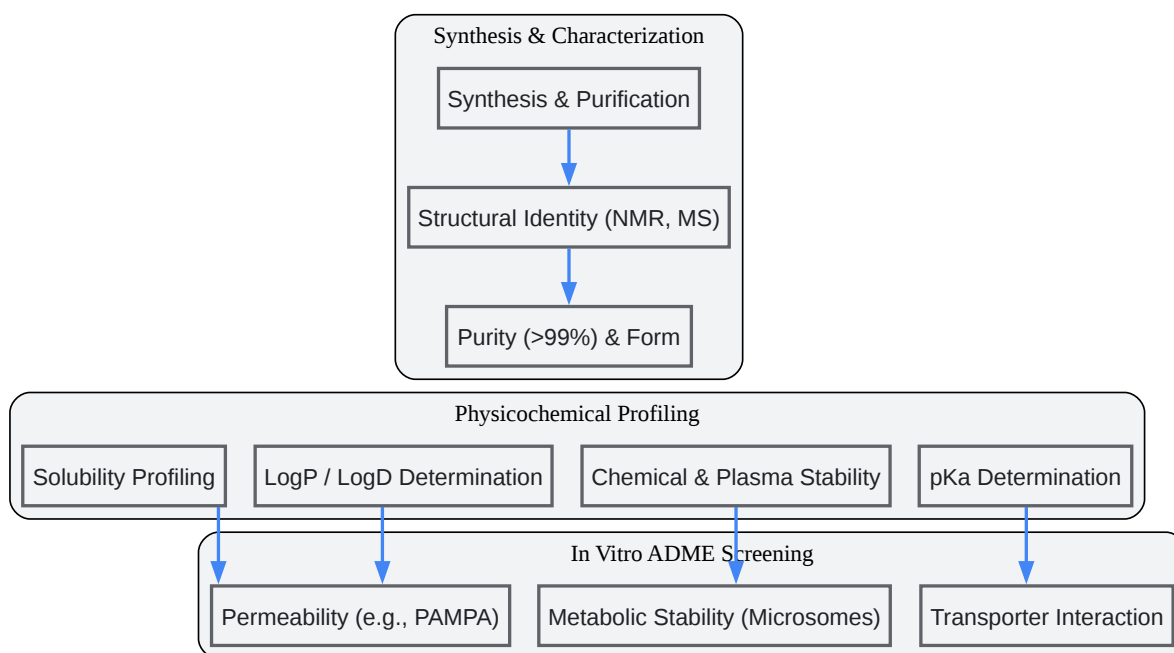 Synthesis & Characterization
Synthesis & Purification
Structural Identity (NMR, MS)
Purity (>99%) & Form
Physicochemical Profiling
Solubility Profiling
LogP / LogD Determination
Chemical & Plasma Stability
pKa Determination
In Vitro ADME Screening
Permeability (e.g., PAMPA)
Metabolic Stability (Microsomes)
Transporter Interaction